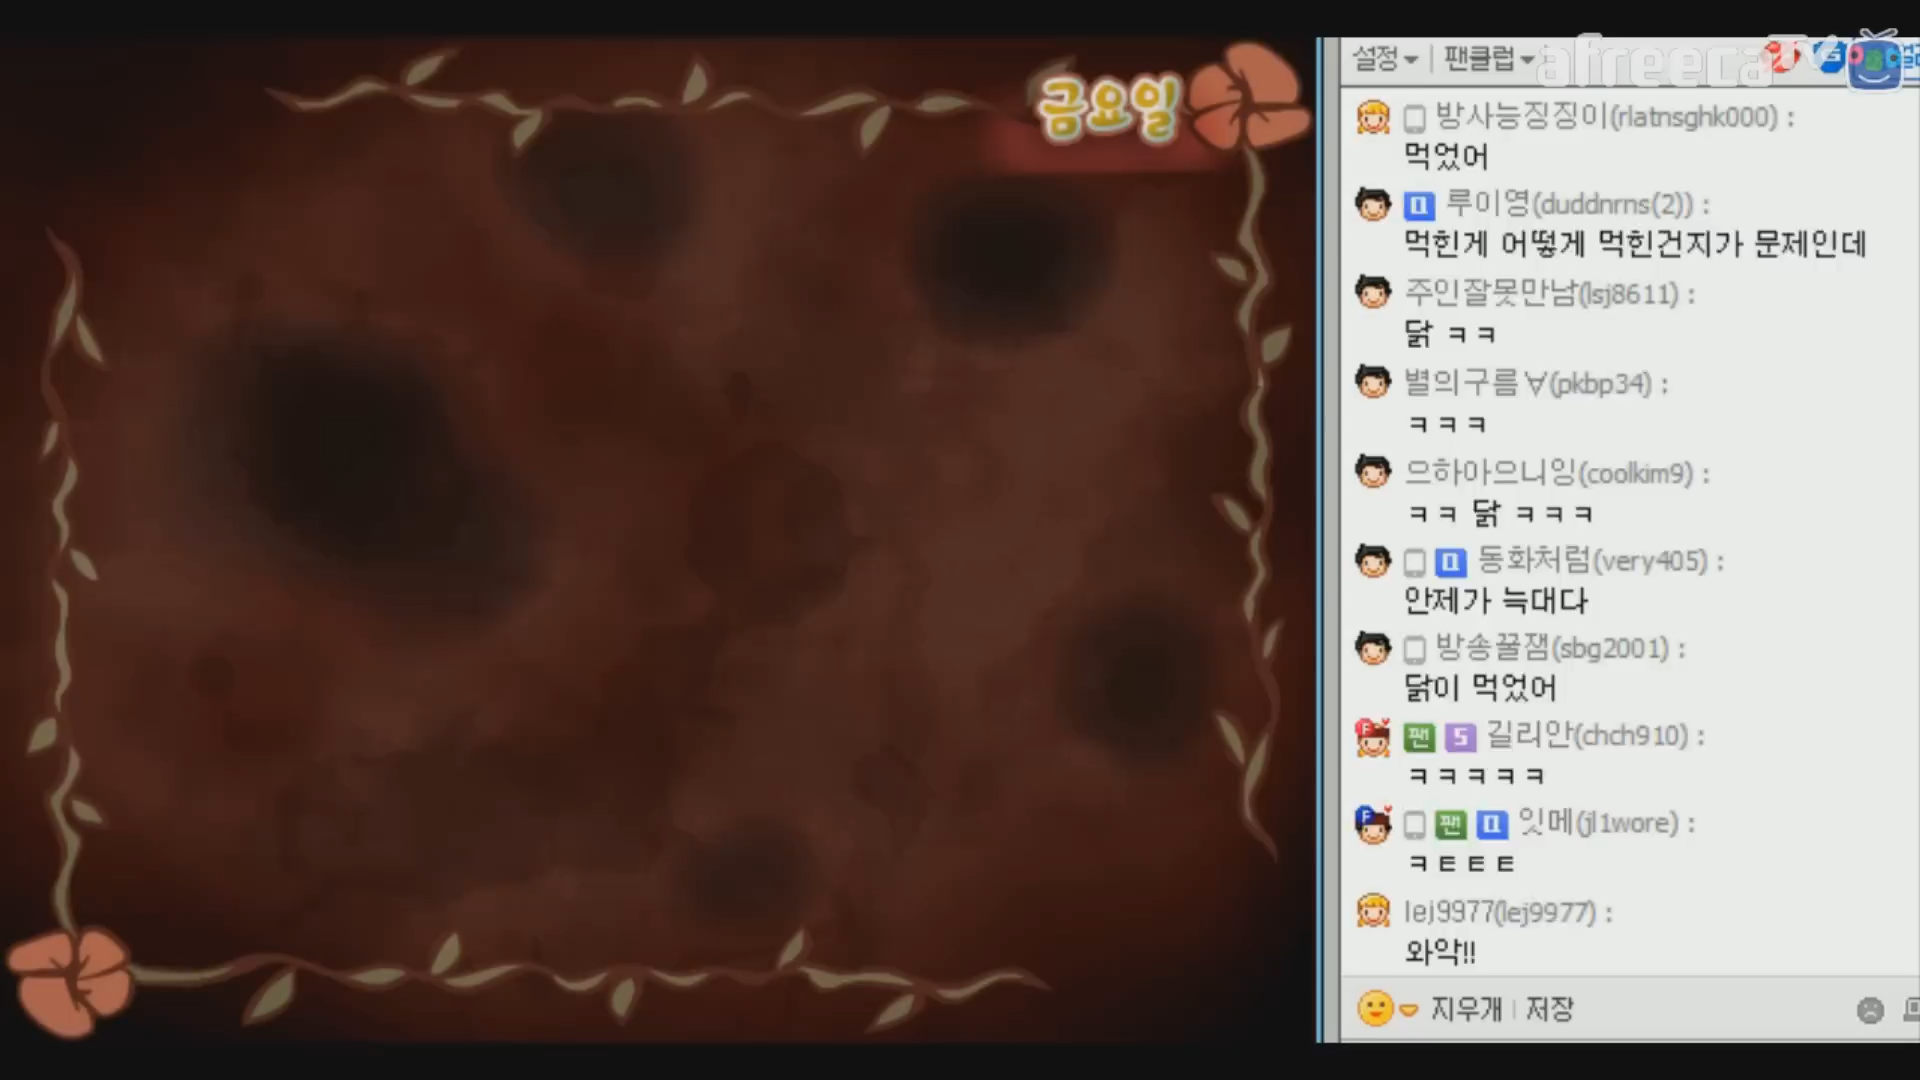 금요일
설정 | 팬클럽
afreecaTV
방사능징징이(rlatnsghk000) :
먹었어
루이영(duddnrns(2)) :
먹힌게 어떻게 먹힌건지가 문제인데
주인잘못만남(lsj8611) :
닭 ㅋㅋ
별의구름∀(pkbp34) :
ㅋㅋㅋ
으하아으니잉(coolkim9) :
ㅋㅋ 닭 ㅋㅋㅋ
동화처럼(very405) :
안제가 늑대다
방송꿀잼(sbg2001) :
닭이 먹었어
팬 5 길리안(chch910) :
ㅋㅋㅋㅋㅋ
팬 잇메(jl1wore) :
ㅋㅌㅌㅌ
lej9977(lej9977) :
와악!!
지우개 | 저장